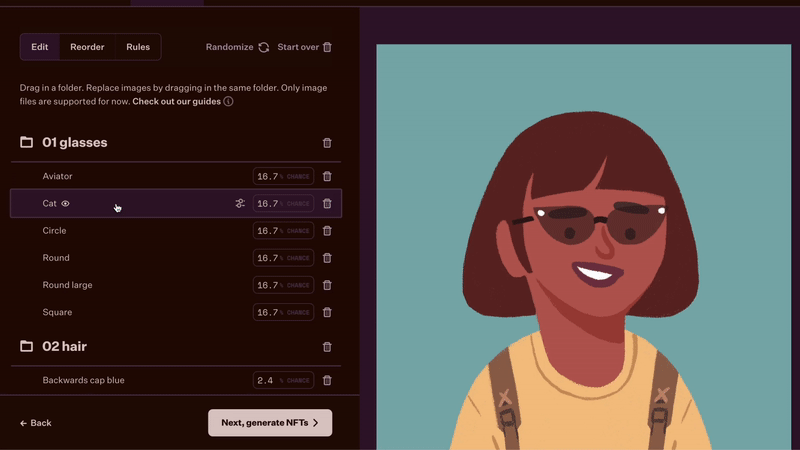 Edit Reorder Rules Randomize Start over
Drag in a folder. Replace images by dragging in the same folder. Only image
files are supported for now. Check out our guides
01 glasses
Aviator 16.7 % CHANCE
Cat 16.7 % CHANCE
Circle 16.7 % CHANCE
Round 16.7 % CHANCE
Round large 16.7 % CHANCE
Square 16.7 % CHANCE
02 hair
Backwards cap blue 2.4 % CHANCE
Back Next, generate NFTs